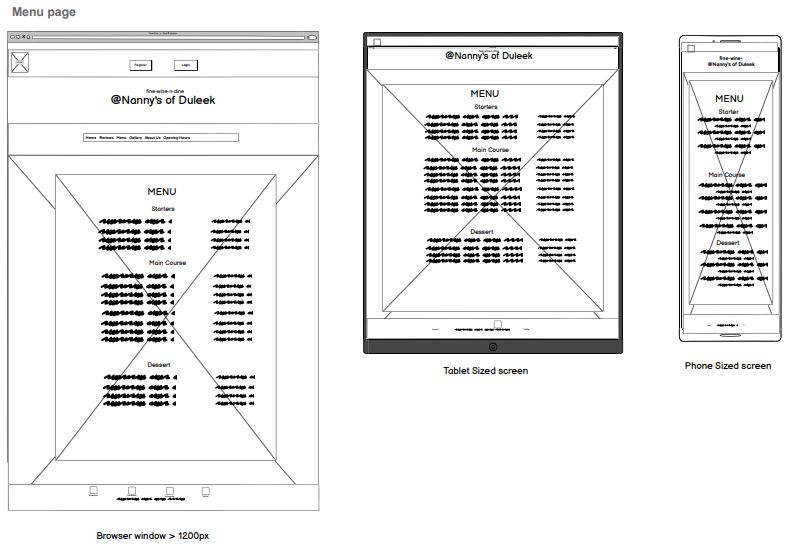 Menu page
Register Login
fine-wine-n-dine
@Nanny's of Duleek
Home Reviews Menu Gallery About Us Opening Hours
MENU
Starters
Main Course
Dessert
Browser window > 1200px
@Nanny's of Duleek
MENU
Starters
Main Course
Dessert
Tablet Sized screen
fine-wine-
@Nanny's of Duleek
MENU
Starter
Main Course
Dessert
Phone Sized screen